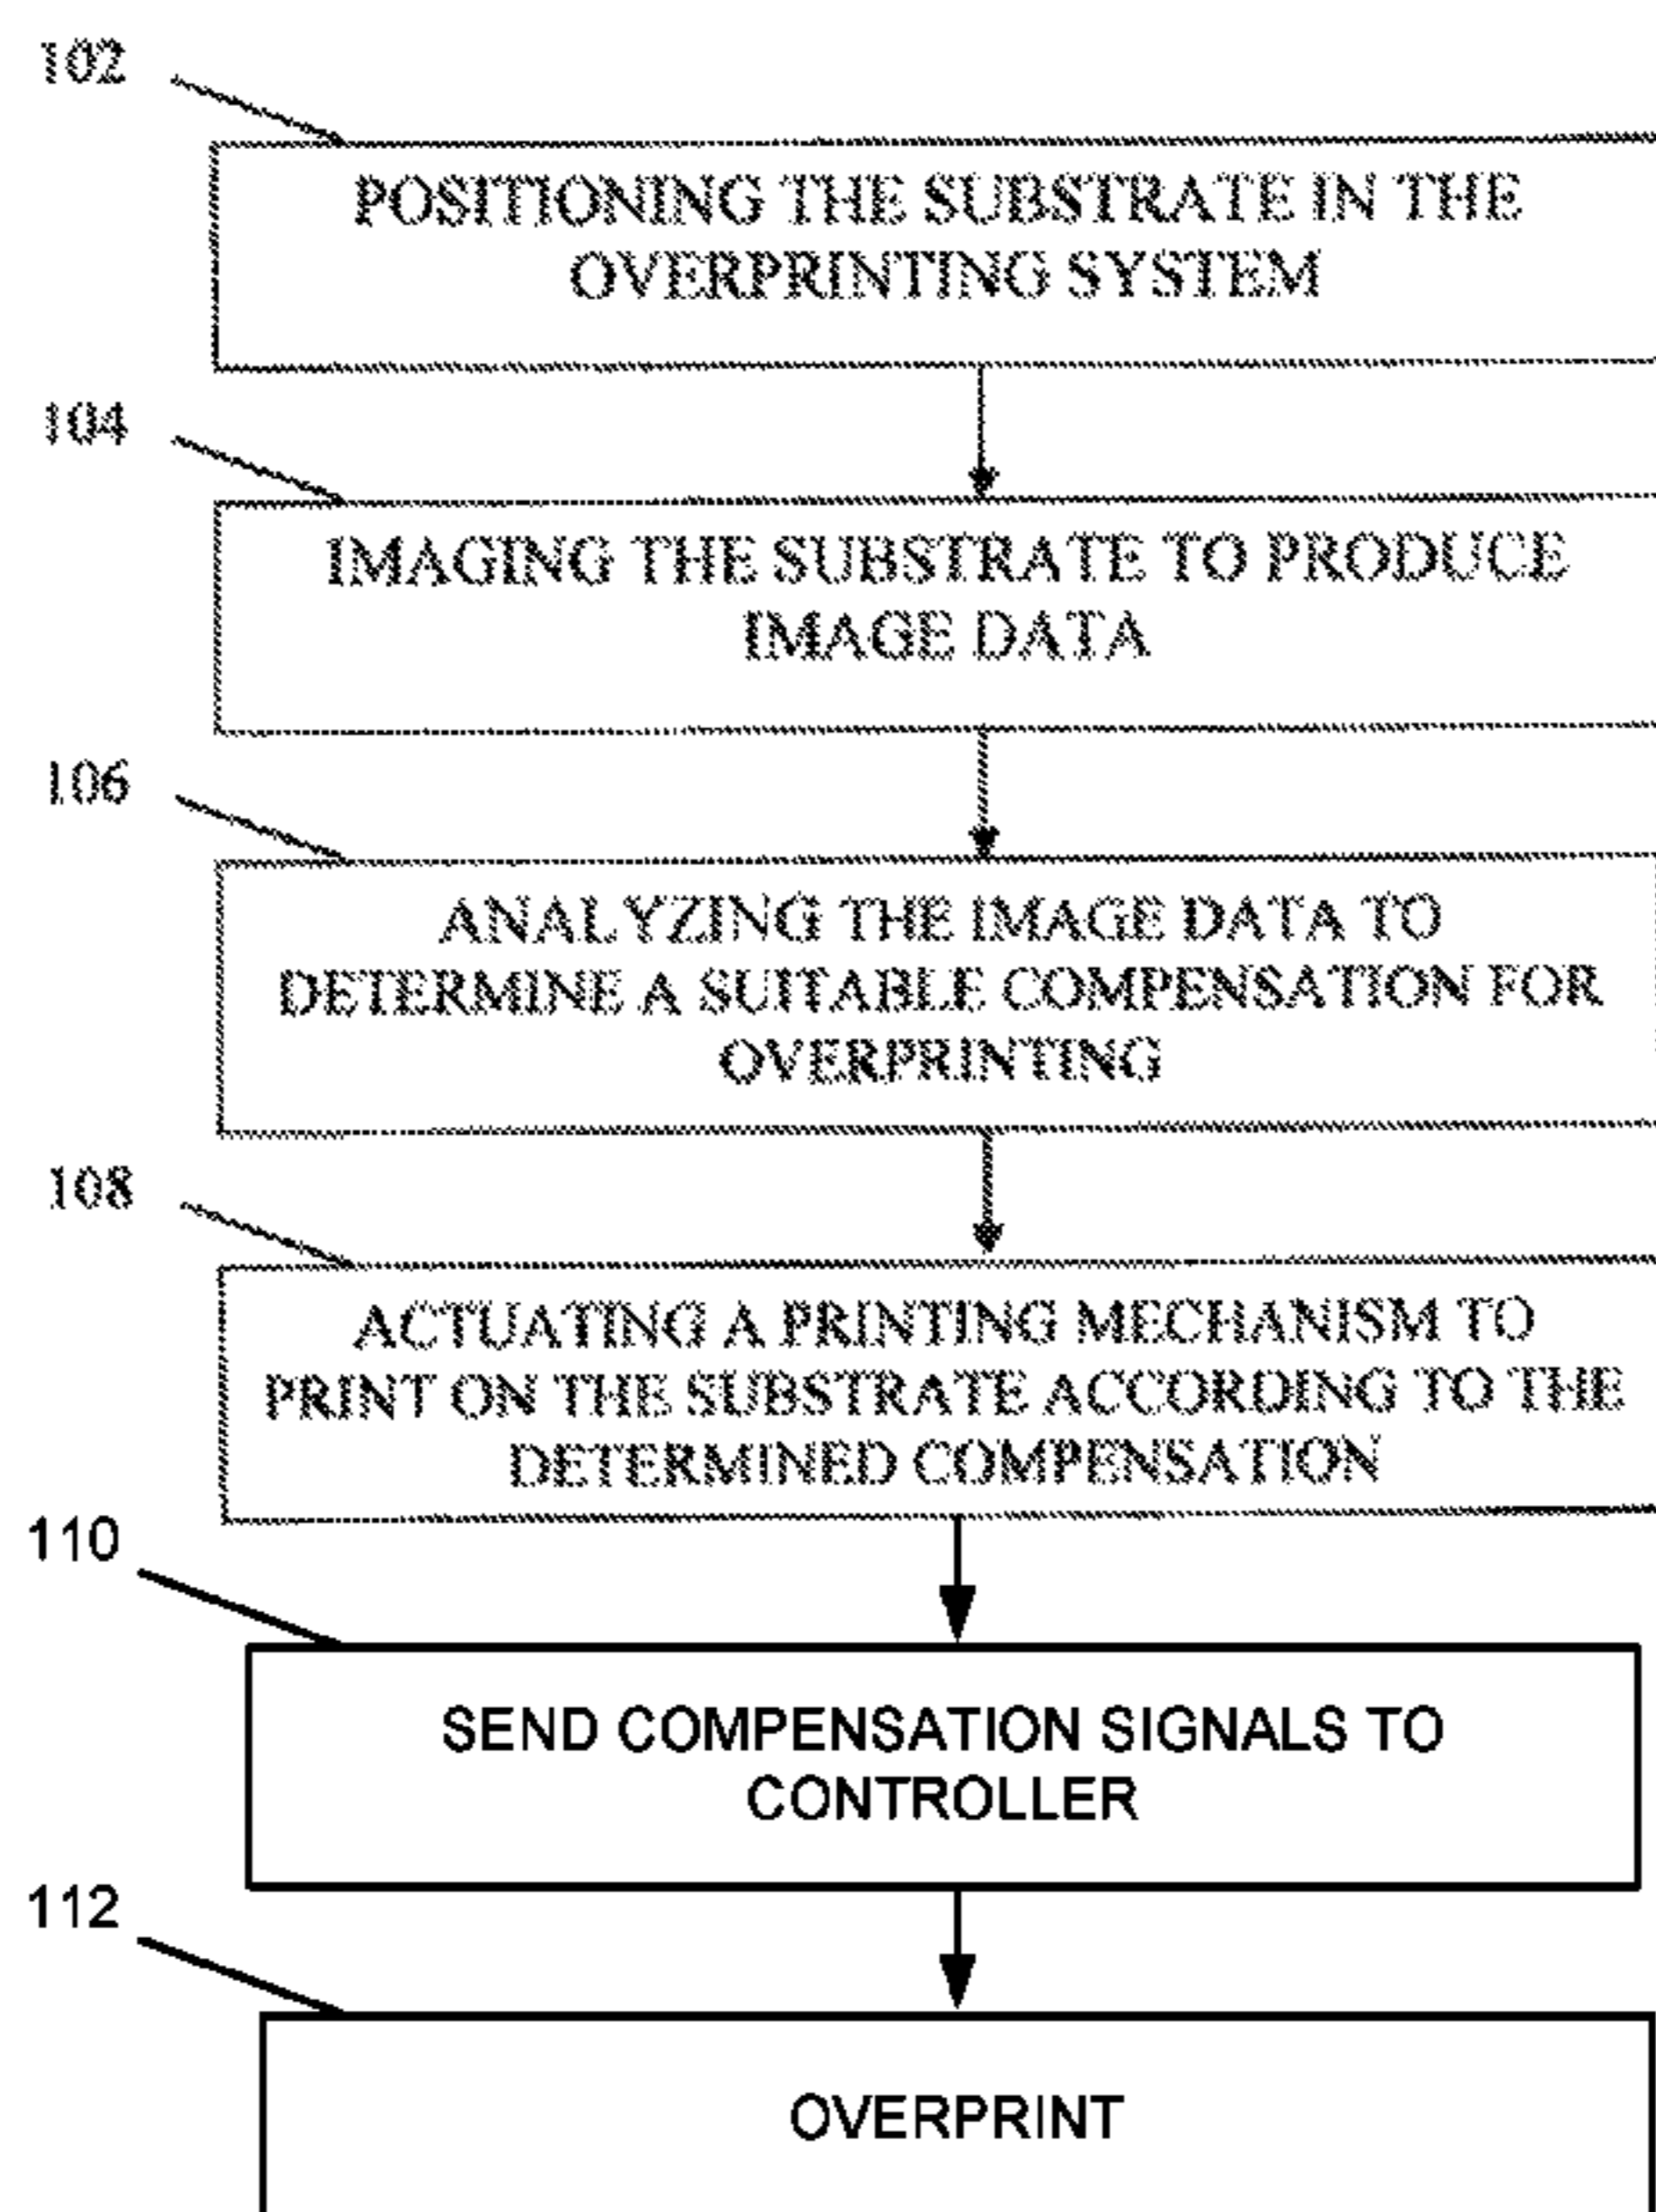 102
POSITIONING THE SUBSTRATE IN THE
OVERPRINTING SYSTEM
104
IMAGING THE SUBSTRATE TO PRODUCE
IMAGE DATA
106
ANALYZING THE IMAGE DATA TO
DETERMINE A SUITABLE COMPENSATION FOR
OVERPRINTING
108
ACTUATING A PRINTING MECHANISM TO
PRINT ON THE SUBSTRATE ACCORDING TO THE
DETERMINED COMPENSATION
110
SEND COMPENSATION SIGNALS TO
CONTROLLER
112
OVERPRINT